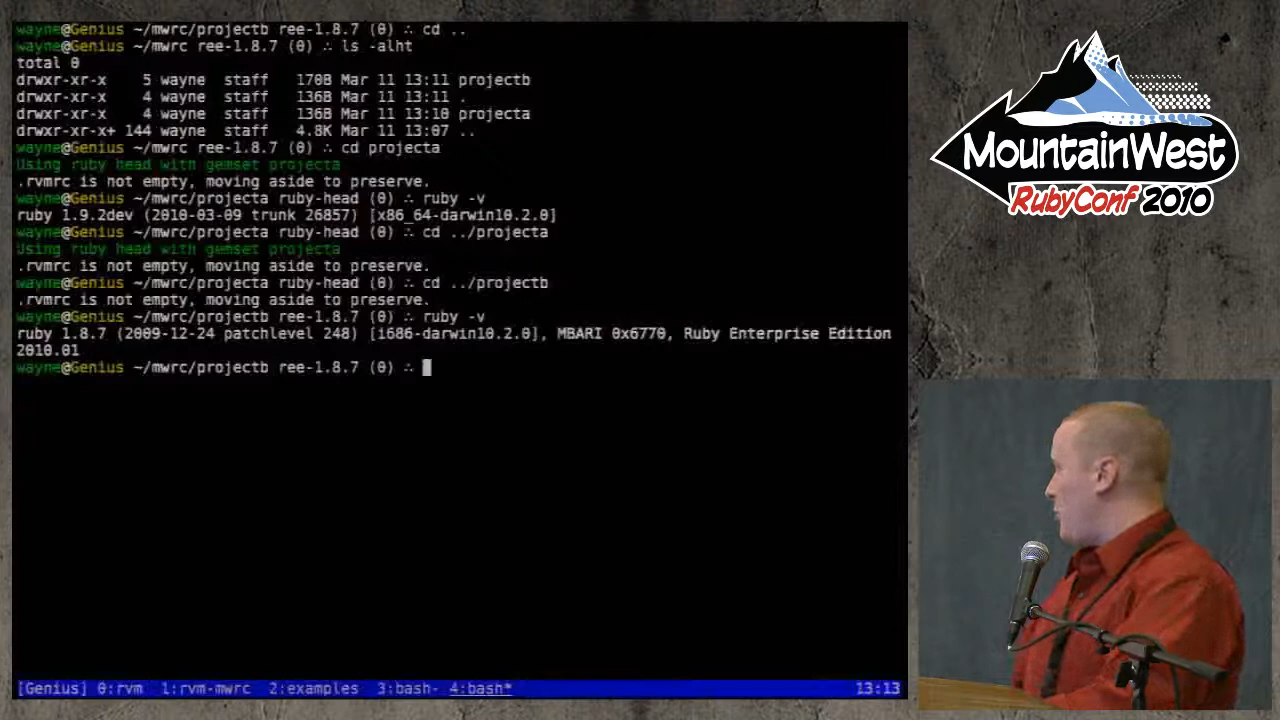 wayne@Genius ~/mwrc/projectb ree-1.8.7 (0) ∴ cd ..
wayne@Genius ~/mwrc ree-1.8.7 (0) ∴ ls -alht
total 0
drwxr-xr-x 5 wayne staff 170B Mar 11 13:11 projectb
drwxr-xr-x 4 wayne staff 136B Mar 11 13:11 .
drwxr-xr-x 4 wayne staff 136B Mar 11 13:10 projecta
drwxr-xr-x+ 144 wayne staff 4.8K Mar 11 13:07 ..
wayne@Genius ~/mwrc ree-1.8.7 (0) ∴ cd projecta
Using ruby head with gemset projecta
.rvmrc is not empty, moving aside to preserve.
wayne@Genius ~/mwrc/projecta ruby-head (0) ∴ ruby -v
ruby 1.9.2dev (2010-03-09 trunk 26857) [x86_64-darwin10.2.0]
wayne@Genius ~/mwrc/projecta ruby-head (0) ∴ cd ../projecta
Using ruby head with gemset projecta
.rvmrc is not empty, moving aside to preserve.
wayne@Genius ~/mwrc/projecta ruby-head (0) ∴ cd ../projectb
.rvmrc is not empty, moving aside to preserve.
wayne@Genius ~/mwrc/projectb ree-1.8.7 (0) ∴ ruby -v
ruby 1.8.7 (2009-12-24 patchlevel 248) [i686-darwin10.2.0], MBARI 0x6770, Ruby Enterprise Edition
2010.01
wayne@Genius ~/mwrc/projectb ree-1.8.7 (0) ∴
[Genius] 0:rvm 1:rvm-mwrc 2:examples 3:bash- 4:bash* 13:13
MountainWest
RubyConf 2010